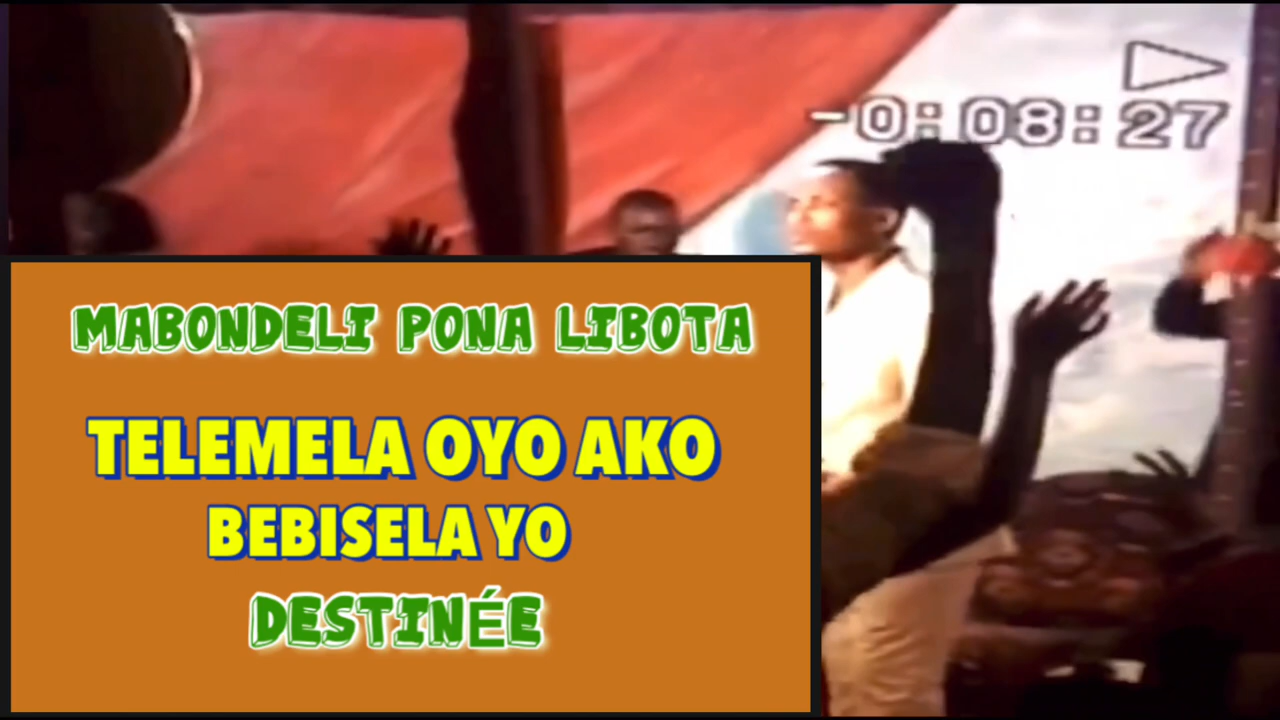 -0:08:27
MABONDELI PONA LIBOTA
TELEMELA OYO AKO
BEBISELA YO
DESTINÉE